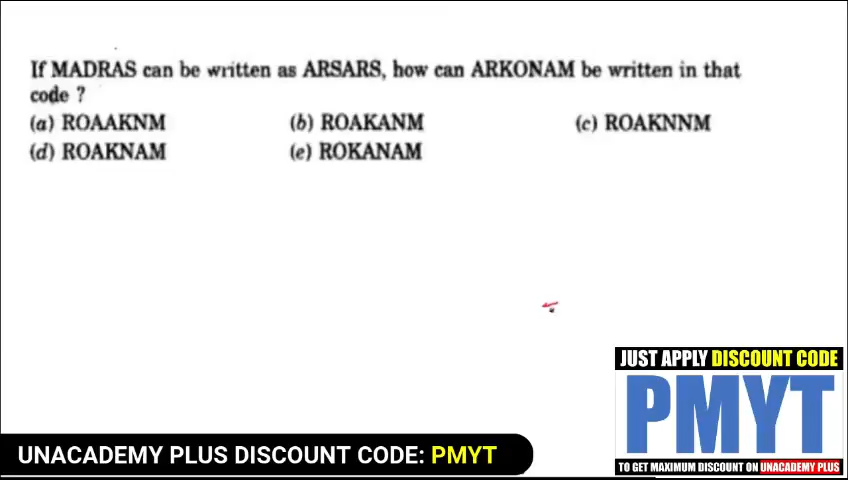 If MADRAS can be written as ARSARS, how can ARKONAM be written in that
code ?
(a) ROAAKNM (b) ROAKANM (c) ROAKNNM
(d) ROAKNAM (e) ROKANAM
JUST APPLY DISCOUNT CODE
PMYT
TO GET MAXIMUM DISCOUNT ON UNACADEMY PLUS
UNACADEMY PLUS DISCOUNT CODE: PMYT